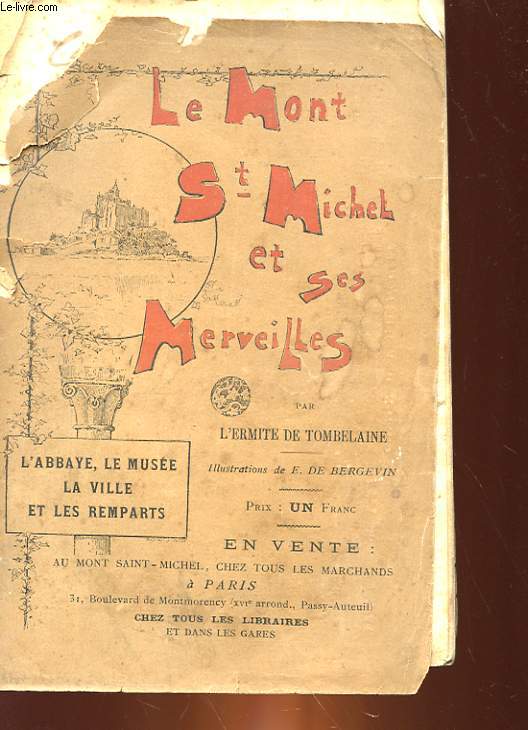 Le-livre.com
Le Mont
St Michel
et ses
Merveilles
PAR
L'ERMITE DE TOMBELAINE
Illustrations de E. DE BERGEVIN
PRIX : UN FRANC
L'ABBAYE, LE MUSÉE
LA VILLE
ET LES REMPARTS
EN VENTE :
AU MONT SAINT-MICHEL, CHEZ TOUS LES MARCHANDS
à PARIS
31, Boulevard de Montmorency (XVIe arrond., Passy-Auteuil)
CHEZ TOUS LES LIBRAIRES
ET DANS LES GARES